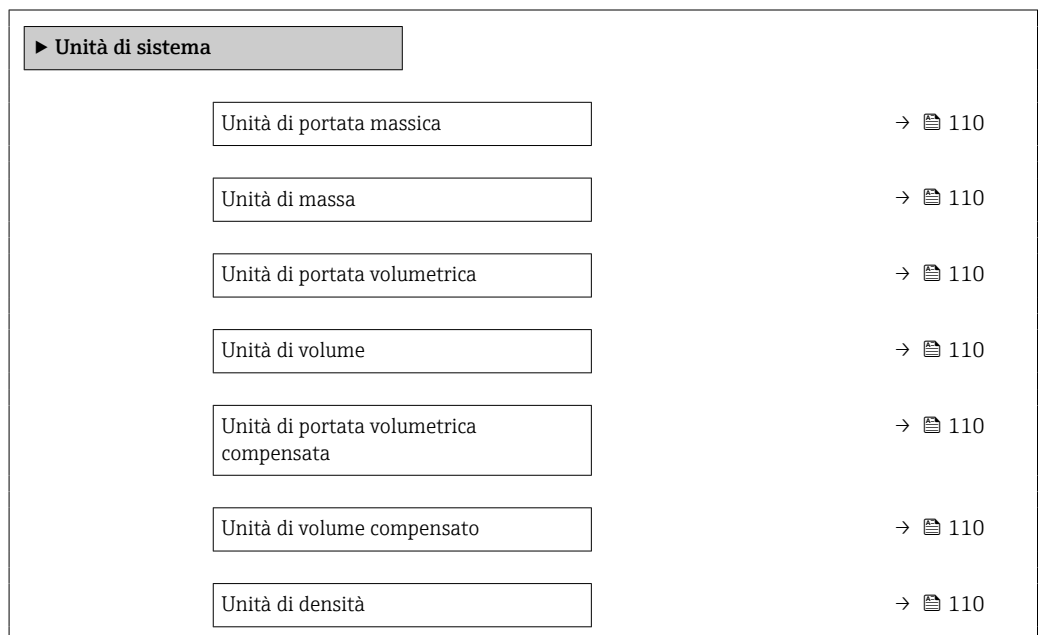 ► Unità di sistema
Unità di portata massica → 110
Unità di massa → 110
Unità di portata volumetrica → 110
Unità di volume → 110
Unità di portata volumetrica → 110
compensata
Unità di volume compensato → 110
Unità di densità → 110